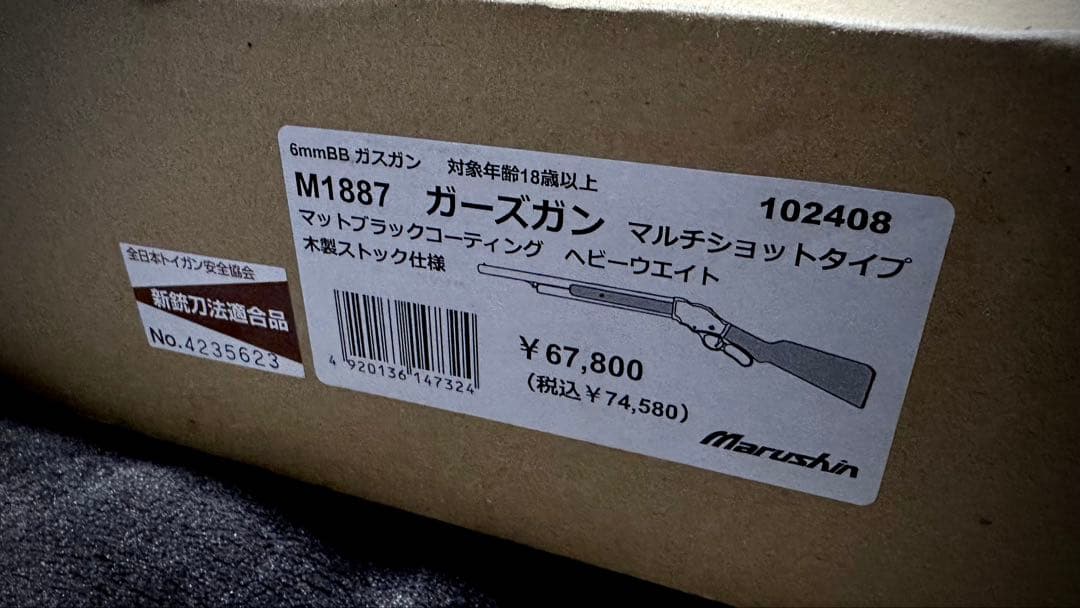 6mmBB ガスガン 対象年齢18歳以上
M1887 ガーズガン マルチショットタイプ 102408
マットブラックコーティング ヘビーウエイト
木製ストック仕様
4 920136 147324
¥67,800
(税込¥74,580)
Marushin
全日本トイガン安全協会
新銃刀法適合品
No.4235623